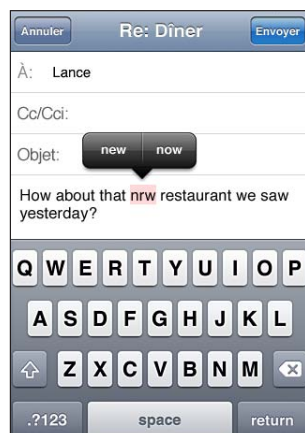 Annuler Re: Dîner Envoyer
À: Lance
Cc/Cci:
Objet:
new now
How about that nrw restaurant we saw
yesterday?
Q W E R T Y U I O P
A S D F G H J K L
Z X C V B N M
.?123 space return